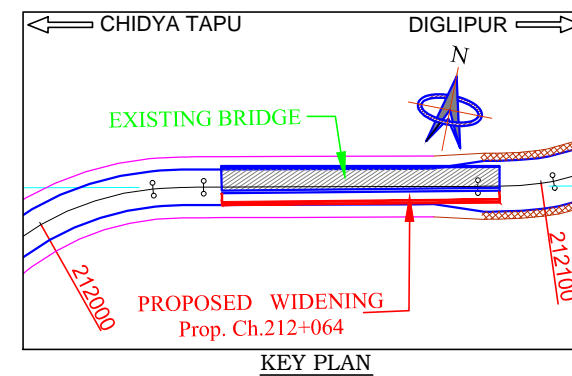 CHIDYA TAPU
DIGLIPUR
N
EXISTING BRIDGE
212000
212100
PROPOSED WIDENING
Prop. Ch.212+064
KEY PLAN